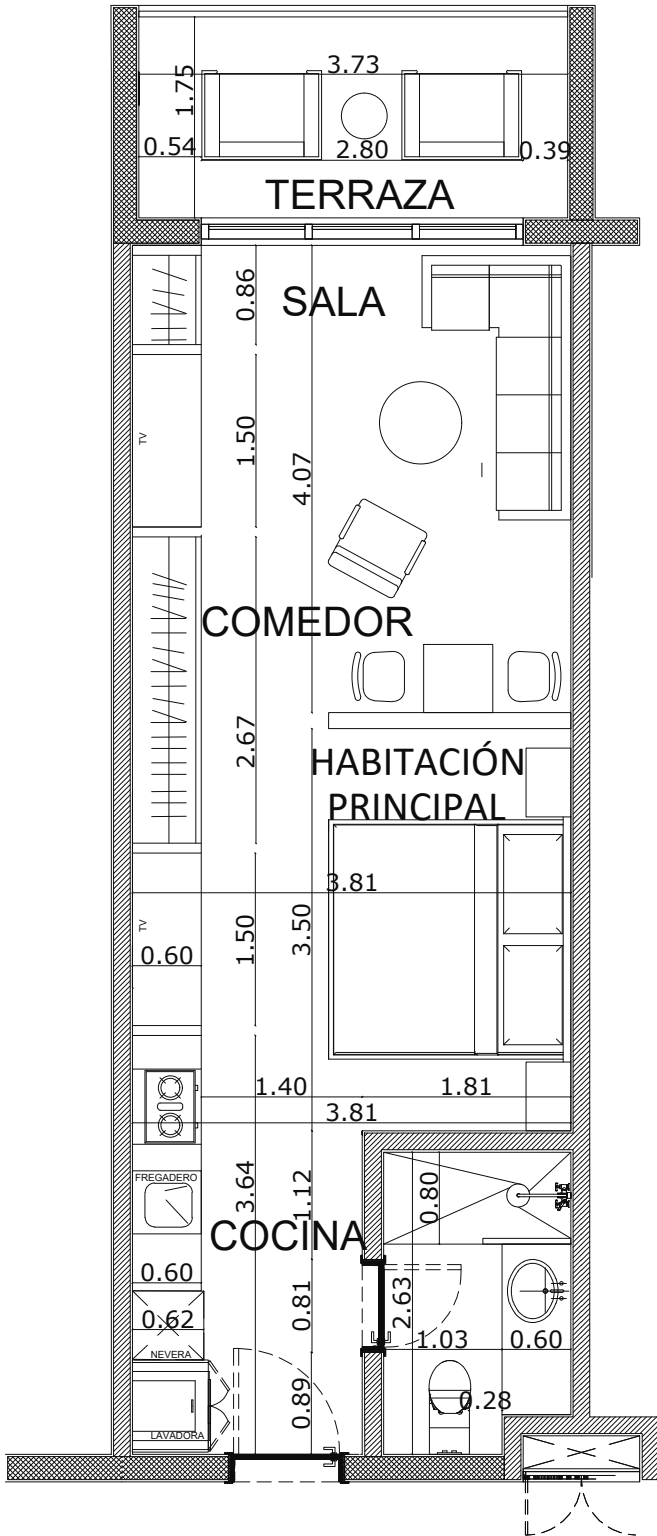 3.73
1.75
0.54
2.80
0.39
TERRAZA
0.86
SALA
TV
1.50
4.07
COMEDOR
2.67
HABITACIÓN
PRINCIPAL
3.81
TV
1.50
3.50
0.60
1.40
1.81
3.81
FREGADERO
3.64
1.12
0.80
COCINA
0.60
0.81
2.63
0.62
1.03
0.60
NEVERA
0.89
0.28
LAVADORA